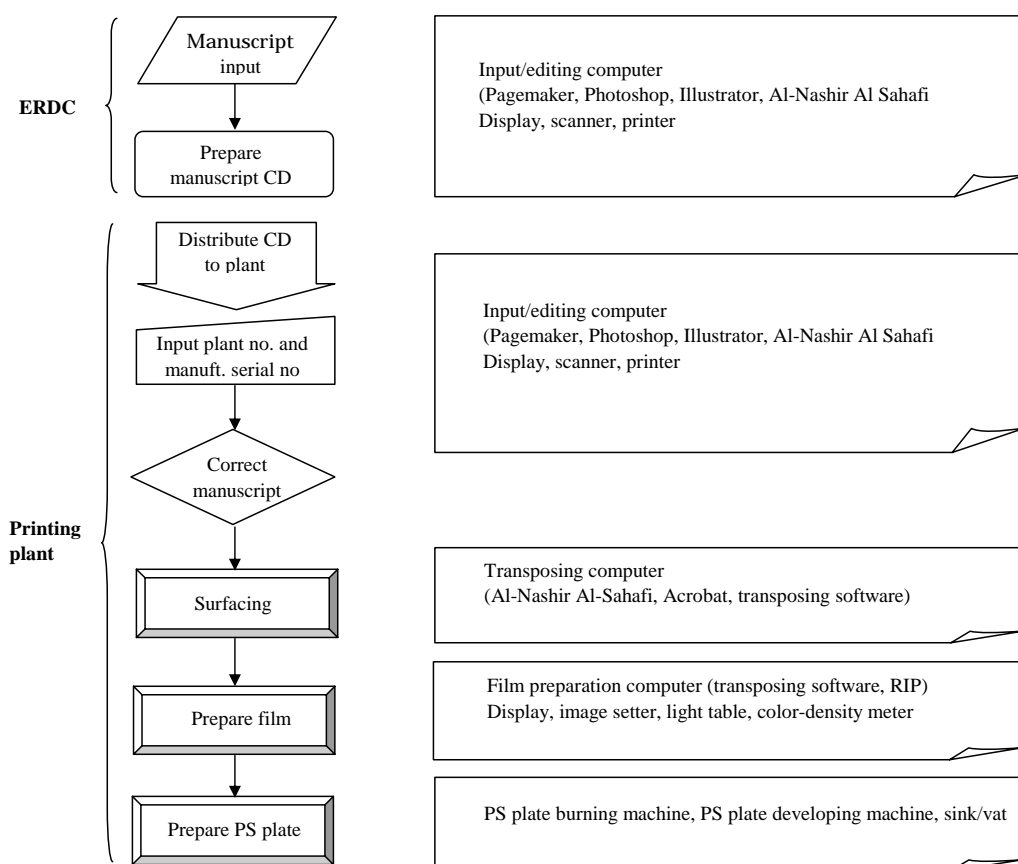 Manuscript
input
ERDC
Prepare
manuscript CD
Input/editing computer
(Pagemaker, Photoshop, Illustrator, Al-Nashir Al Sahafi
Display, scanner, printer
Distribute CD
to plant
Input plant no. and
manuft. serial no
Input/editing computer
(Pagemaker, Photoshop, Illustrator, Al-Nashir Al Sahafi
Display, scanner, printer
Correct
manuscript
Printing
plant
Surfacing
Transposing computer
(Al-Nashir Al-Sahafi, Acrobat, transposing software)
Prepare film
Film preparation computer (transposing software, RIP)
Display, image setter, light table, color-density meter
Prepare PS plate
PS plate burning machine, PS plate developing machine, sink/vat